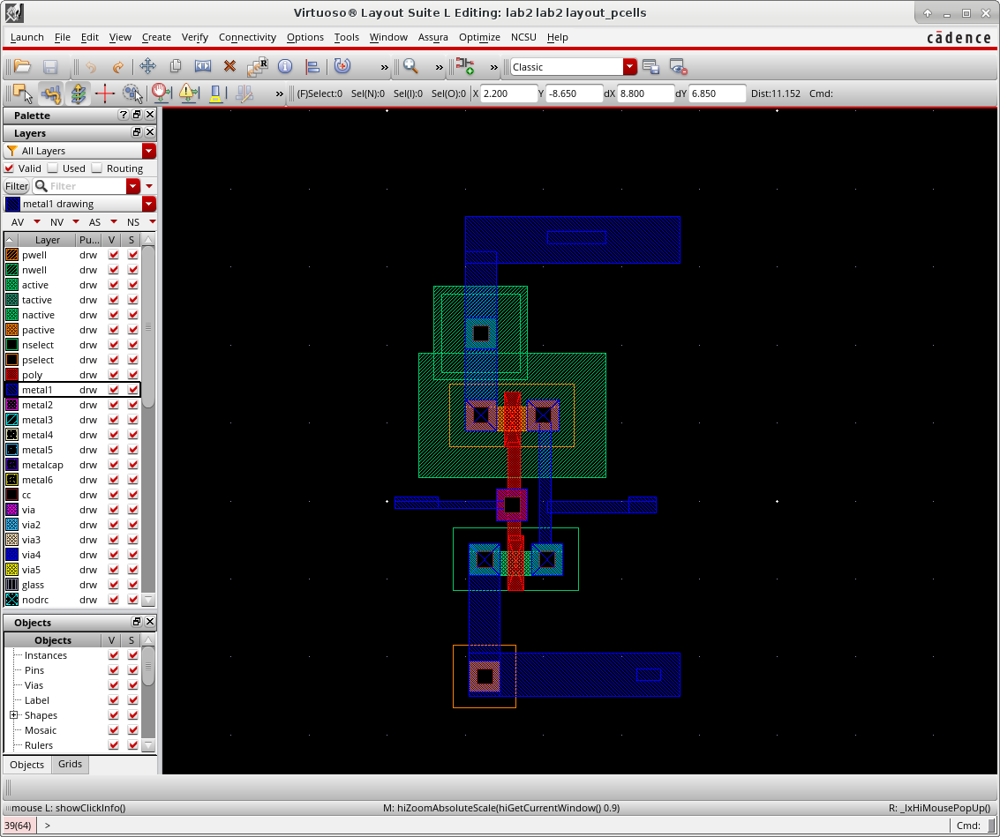 Virtuoso® Layout Suite L Editing: lab2 lab2 layout_pcells
Launch File Edit View Create Verify Connectivity Options Tools Window Assura Optimize NCSU Help
cādence
» » » Classic
» (F)Select:0 Sel(N):0 Sel(I):0 Sel(O):0 X 2.200 Y -8.650 dX 8.800 dY 6.850 Dist:11.152 Cmd:
Palette
Layers
All Layers
Valid Used Routing
Filter Filter
metal1 drawing
AV NV AS NS
Layer Pu... V S
pwell drw
nwell drw
active drw
tactive drw
nactive drw
pactive drw
nselect drw
pselect drw
poly drw
metal1 drw
metal2 drw
metal3 drw
metal4 drw
metal5 drw
metalcap drw
metal6 drw
cc drw
via drw
via2 drw
via3 drw
via4 drw
via5 drw
glass drw
nodrc drw
Objects
Objects V S
Instances
Pins
Vias
Label
Shapes
Mosaic
Rulers
Objects Grids
mouse L: showClickInfo() M: hiZoomAbsoluteScale(hiGetCurrentWindow() 0.9) R: _lxHiMousePopUp()
39(64) > Cmd: